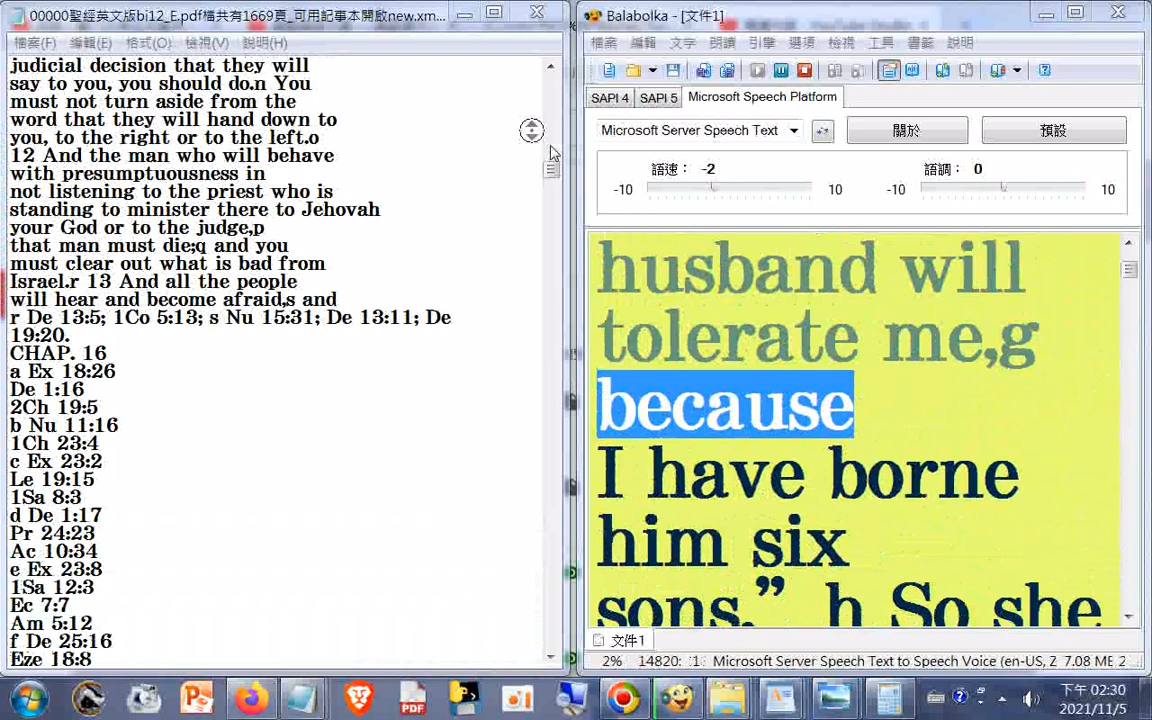 00000聖經英文版bi12_E.pdf檔共有1669頁_可用記事本開啟new.xm...
檔案(F) 編輯(E) 格式(O) 檢視(V) 說明(H)
judicial decision that they will
say to you, you should do.n You
must not turn aside from the
word that they will hand down to
you, to the right or to the left.o
12 And the man who will behave
with presumptuousness in
not listening to the priest who is
standing to minister there to Jehovah
your God or to the judge,p
that man must die;q and you
must clear out what is bad from
Israel.r 13 And all the people
will hear and become afraid,s and
r De 13:5; 1Co 5:13; s Nu 15:31; De 13:11; De
19:20.
CHAP. 16
a Ex 18:26
De 1:16
2Ch 19:5
b Nu 11:16
1Ch 23:4
c Ex 23:2
Le 19:15
1Sa 8:3
d De 1:17
Pr 24:23
Ac 10:34
e Ex 23:8
1Sa 12:3
Ec 7:7
Am 5:12
f De 25:16
Eze 18:8
Balabolka - [文件1]
檔案 編輯 文字 朗讀 引擎 選項 檢視 工具 書籤 說明
SAPI 4 SAPI 5 Microsoft Speech Platform
Microsoft Server Speech Text 關於 預設
語速: -2 語調: 0
-10 10 -10 10
husband will
tolerate me,g
because
I have borne
him six
sons.” h So she
文件1
2% 14820: 1 Microsoft Server Speech Text to Speech Voice (en-US, Z 7.08 MB 2
PDF
下午 02:30
2021/11/5